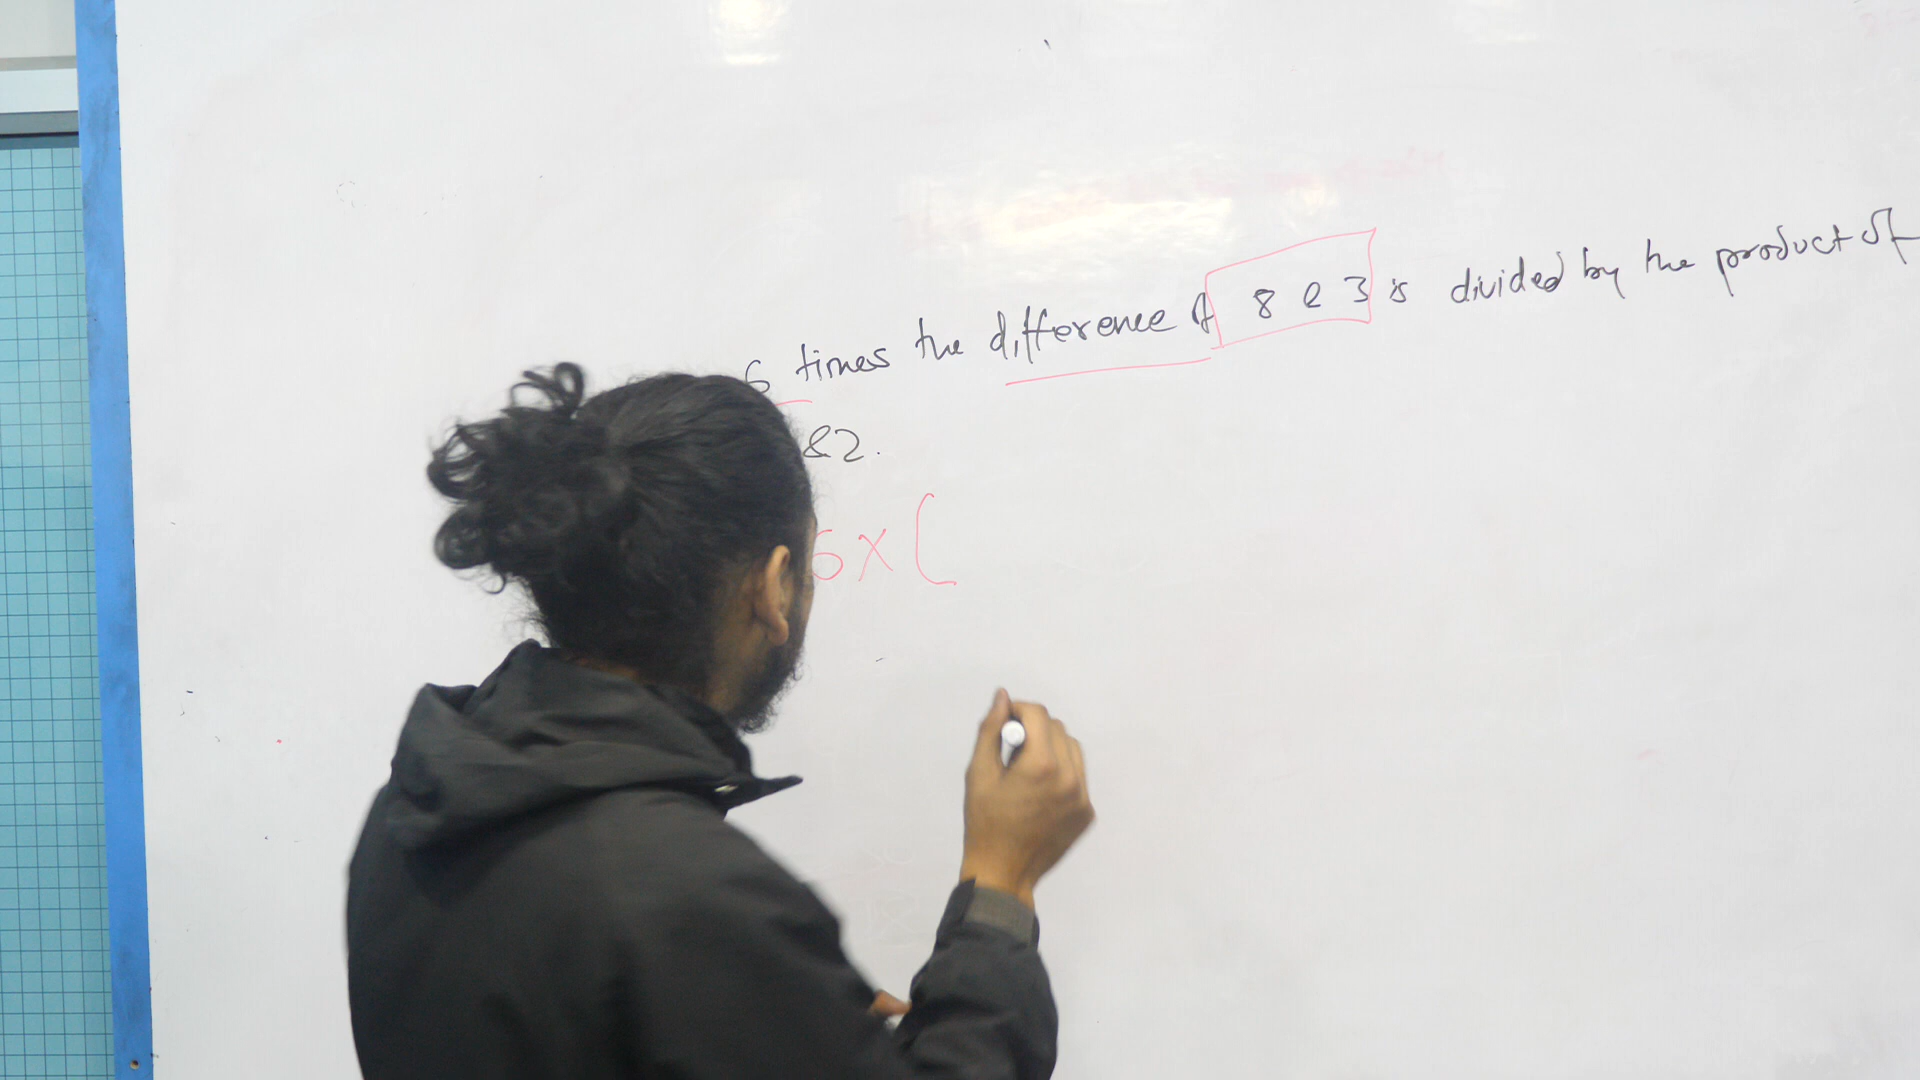 6 times the difference of 8 & 3 is divided by the product of
& 2.
6 × (